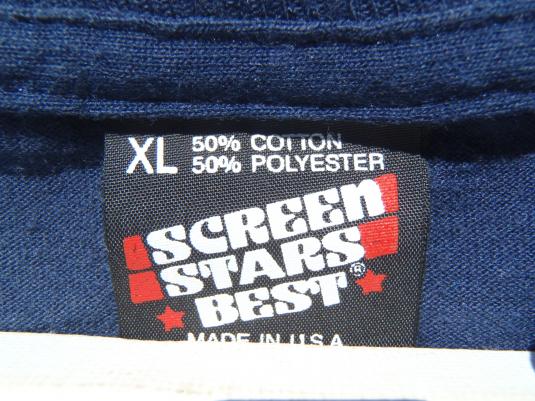 XL 50% COTTON
50% POLYESTER
SCREEN
STARS
BEST®
MADE IN U.S.A